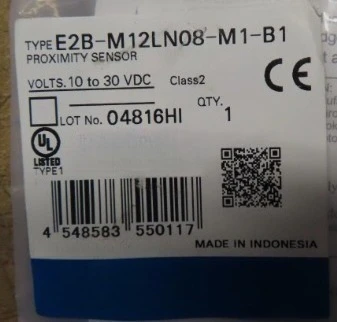 TYPE E2B-M12LN08-M1-B1
PROXIMITY SENSOR
VOLTS. 10 to 30 VDC Class2
CE
LOT No. 04816HI QTY. 1
UL
LISTED
TYPE1
4 548583 550117
MADE IN INDONESIA